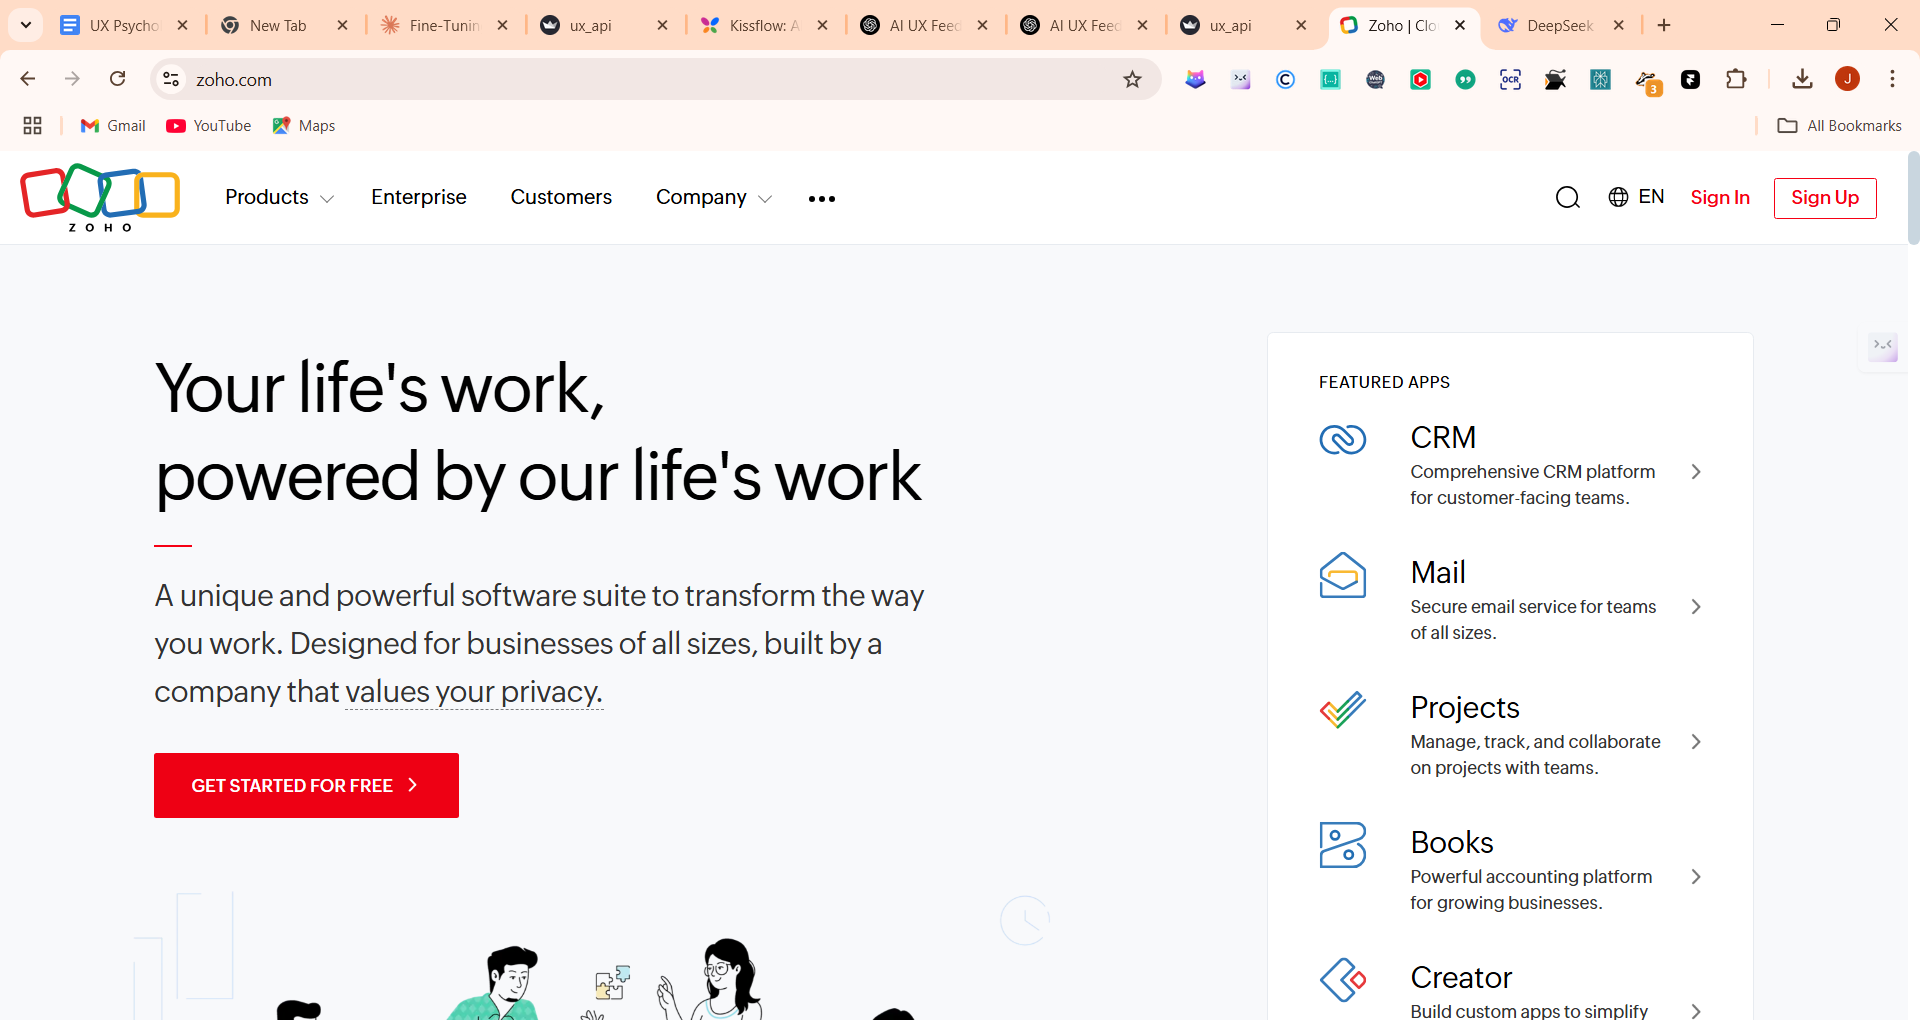 UX Psycho
New Tab
Fine-Tunin
ux_api
Kissflow: A
AI UX Feed
AI UX Feed
ux_api
Zoho | Clo
DeepSeek
zoho.com
OCR
3
J
Gmail
YouTube
Maps
All Bookmarks
ZOHO
Products
Enterprise
Customers
Company
EN
Sign In
Sign Up
Your life's work,
powered by our life's work
A unique and powerful software suite to transform the way
you work. Designed for businesses of all sizes, built by a
company that values your privacy.
GET STARTED FOR FREE
FEATURED APPS
CRM
Comprehensive CRM platform
for customer-facing teams.
Mail
Secure email service for teams
of all sizes.
Projects
Manage, track, and collaborate
on projects with teams.
Books
Powerful accounting platform
for growing businesses.
Creator
Build custom apps to simplify